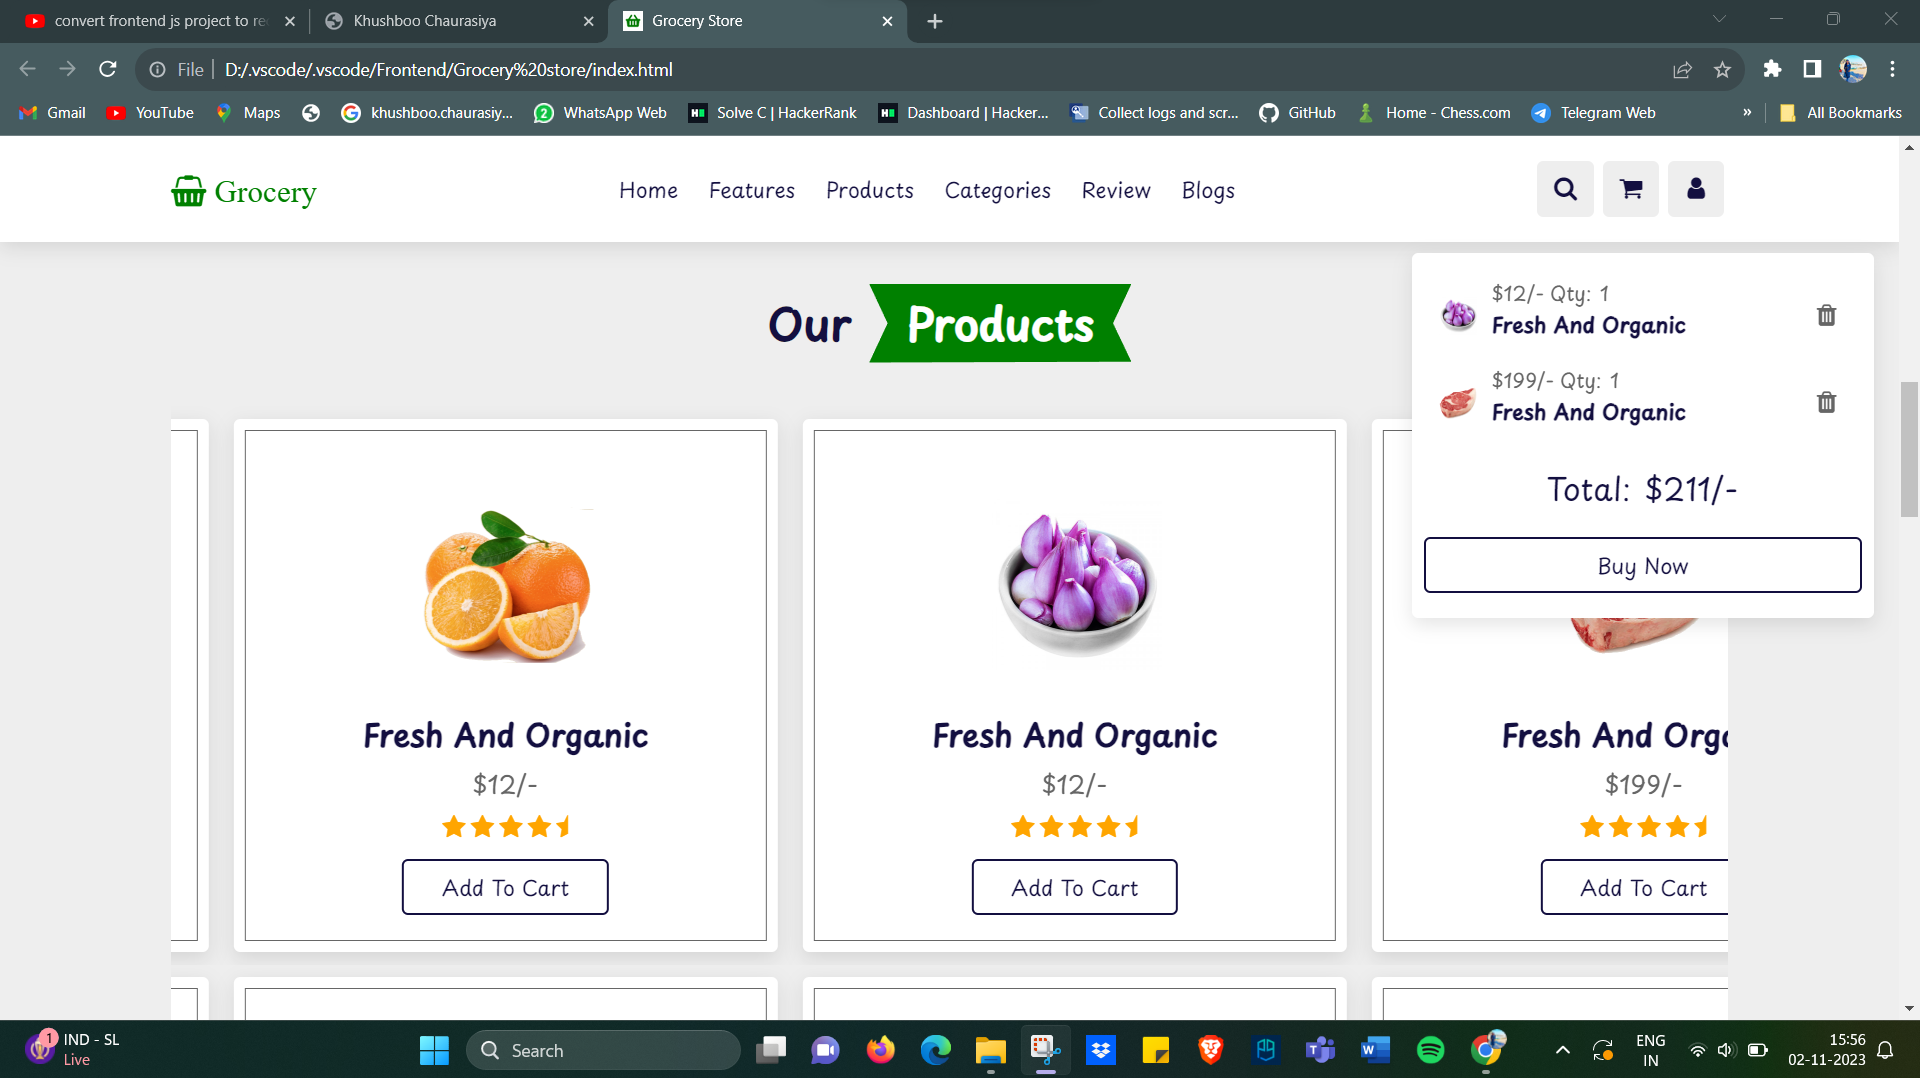 convert frontend js project to re
Khushboo Chaurasiya
Grocery Store
File
D:/.vscode/.vscode/Frontend/Grocery%20store/index.html
Gmail
YouTube
Maps
khushboo.chaurasiy...
WhatsApp Web
Solve C | HackerRank
Dashboard | Hacker...
Collect logs and scr...
GitHub
Home - Chess.com
Telegram Web
»
All Bookmarks
Grocery
Home
Features
Products
Categories
Review
Blogs
Our Products
$12/- Qty: 1
Fresh And Organic
$199/- Qty: 1
Fresh And Organic
Total: $211/-
Buy Now
Fresh And Organic
$12/-
Add To Cart
Fresh And Organic
$12/-
Add To Cart
Fresh And Orga
$199/-
Add To Cart
1
IND - SL
Live
Search
ENG
IN
15:56
02-11-2023